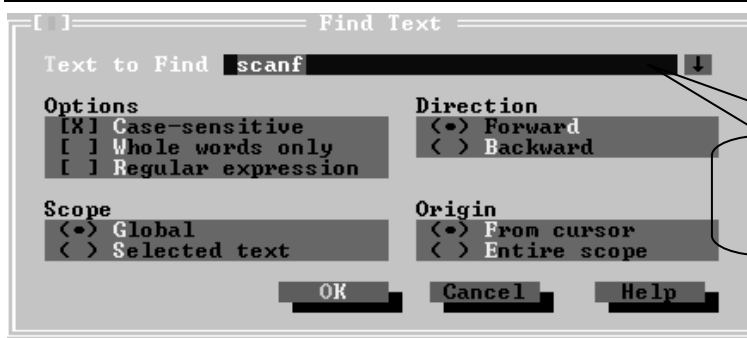 [ ] Find Text
Text to Find scanf ↓
Options Direction
[X] Case-sensitive (•) Forward
[ ] Whole words only ( ) Backward
[ ] Regular expression
Scope Origin
(•) Global (•) From cursor
( ) Selected text ( ) Entire scope
OK Cancel Help